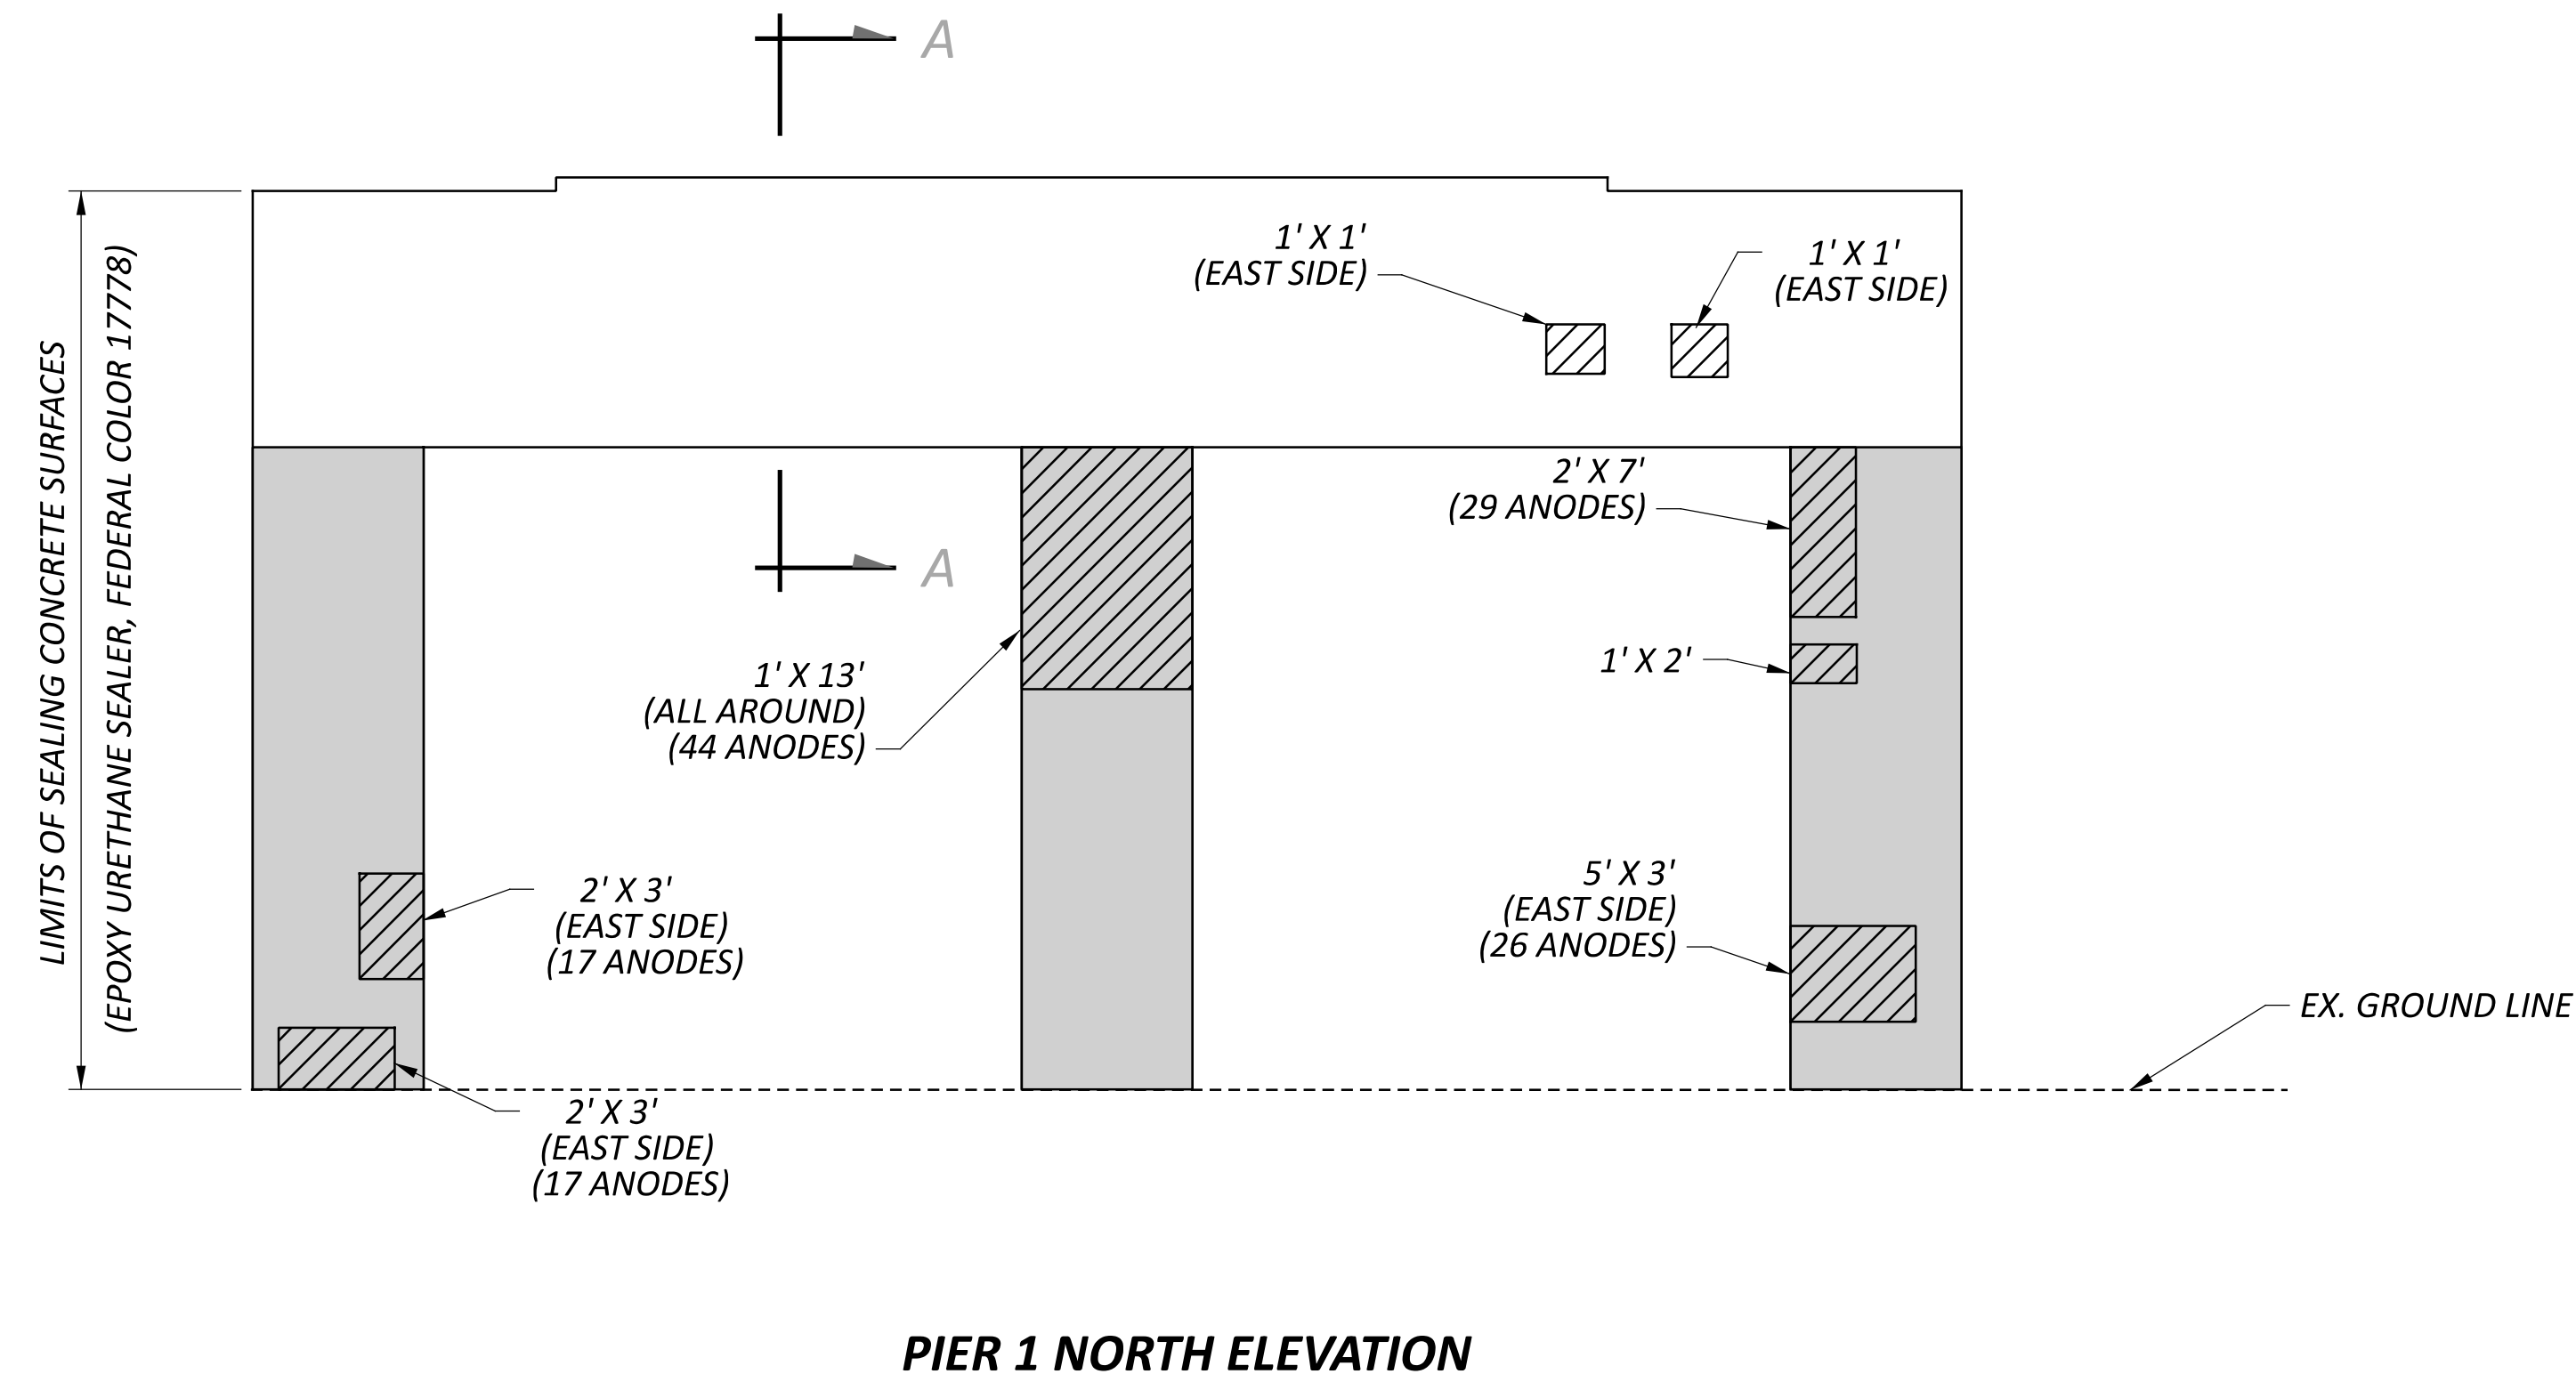 A
1' X 1'
(EAST SIDE)
1' X 1'
(EAST SIDE)
LIMITS OF SEALING CONCRETE SURFACES
(EPOXY URETHANE SEALER, FEDERAL COLOR 17778)
2' X 7'
(29 ANODES)
A
1' X 13'
(ALL AROUND)
(44 ANODES)
1' X 2'
2' X 3'
(EAST SIDE)
(17 ANODES)
5' X 3'
(EAST SIDE)
(26 ANODES)
EX. GROUND LINE
2' X 3'
(EAST SIDE)
(17 ANODES)
PIER 1 NORTH ELEVATION